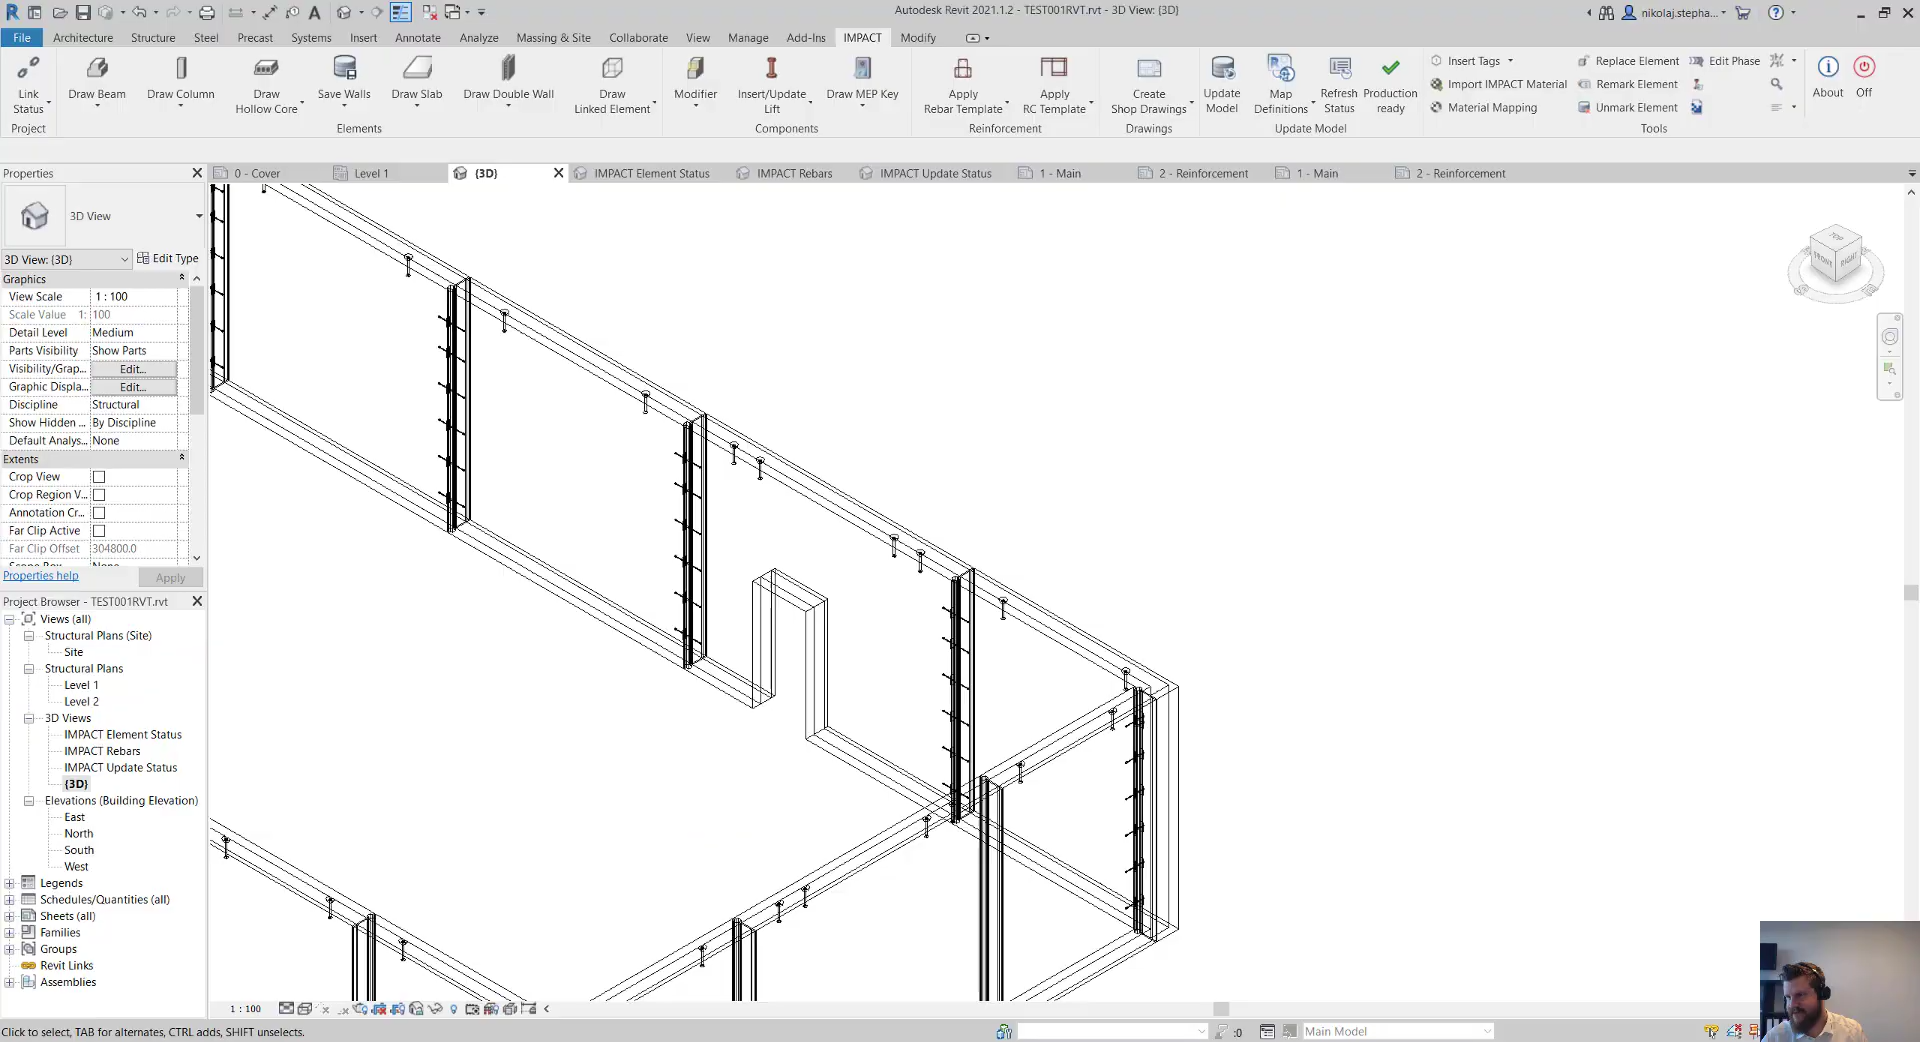 Autodesk Revit 2021.1.2 - TEST001RVT.rvt - 3D View: {3D}
nikolaj.stepha...
File Architecture Structure Steel Precast Systems Insert Annotate Analyze Massing & Site Collaborate View Manage Add-Ins IMPACT Modify
Link Status
Draw Beam
Draw Column
Draw Hollow Core
Save Walls
Draw Slab
Draw Double Wall
Draw Linked Element
Modifier
Insert/Update Lift
Draw MEP Key
Apply Rebar Template
Apply RC Template
Create Shop Drawings
Update Model
Map Definitions
Refresh Status
Production ready
Insert Tags
Import IMPACT Material
Material Mapping
Replace Element
Remark Element
Unmark Element
Edit Phase
About
Off
Project Elements Components Reinforcement Drawings Update Model Tools
Properties
0 - Cover Level 1 {3D} IMPACT Element Status IMPACT Rebars IMPACT Update Status 1 - Main 2 - Reinforcement 1 - Main 2 - Reinforcement
3D View
3D View: {3D} Edit Type
Graphics
View Scale 1 : 100
Scale Value 1: 100
Detail Level Medium
Parts Visibility Show Parts
Visibility/Grap... Edit...
Graphic Displa... Edit...
Discipline Structural
Show Hidden ... By Discipline
Default Analys... None
Extents
Crop View
Crop Region V...
Annotation Cr...
Far Clip Active
Far Clip Offset 304800.0
Properties help Apply
Project Browser - TEST001RVT.rvt
Views (all)
Structural Plans (Site)
Site
Structural Plans
Level 1
Level 2
3D Views
IMPACT Element Status
IMPACT Rebars
IMPACT Update Status
{3D}
Elevations (Building Elevation)
East
North
South
West
Legends
Schedules/Quantities (all)
Sheets (all)
Families
Groups
Revit Links
Assemblies
TOP
FRONT
RIGHT
1 : 100
Click to select, TAB for alternates, CTRL adds, SHIFT unselects.
:0
Main Model